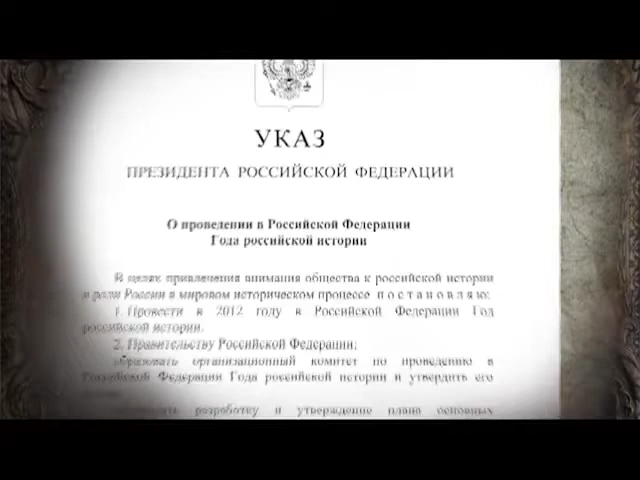 УКАЗ
ПРЕЗИДЕНТА РОССИЙСКОЙ ФЕДЕРАЦИИ
О проведении в Российской Федерации
Года российской истории
В целях привлечения внимания общества к российской истории
и роли России в мировом историческом процессе п о с т а н о в л я ю:
1. Провести в 2012 году в Российской Федерации Год
российской истории.
2. Правительству Российской Федерации:
образовать организационный комитет по проведению в
Российской Федерации Года российской истории и утвердить его
разработку и утверждение плана основных